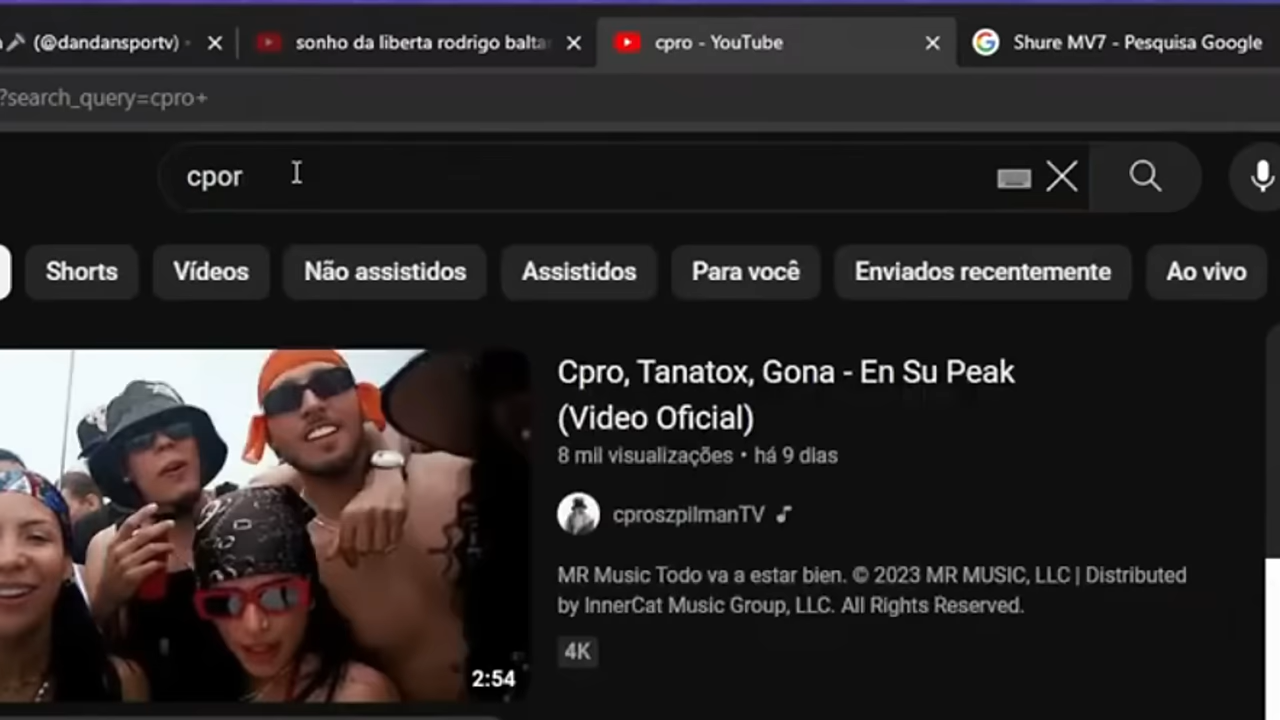 (@dandansportv) -
sonho da liberta rodrigo balta
cpro - YouTube
Shure MV7 - Pesquisa Google
?search_query=cpro+
cpor
Shorts
Vídeos
Não assistidos
Assistidos
Para você
Enviados recentemente
Ao vivo
Cpro, Tanatox, Gona - En Su Peak
(Video Oficial)
8 mil visualizações • há 9 dias
cproszpilmanTV
MR Music Todo va a estar bien. © 2023 MR MUSIC, LLC | Distributed
by InnerCat Music Group, LLC. All Rights Reserved.
4K
2:54